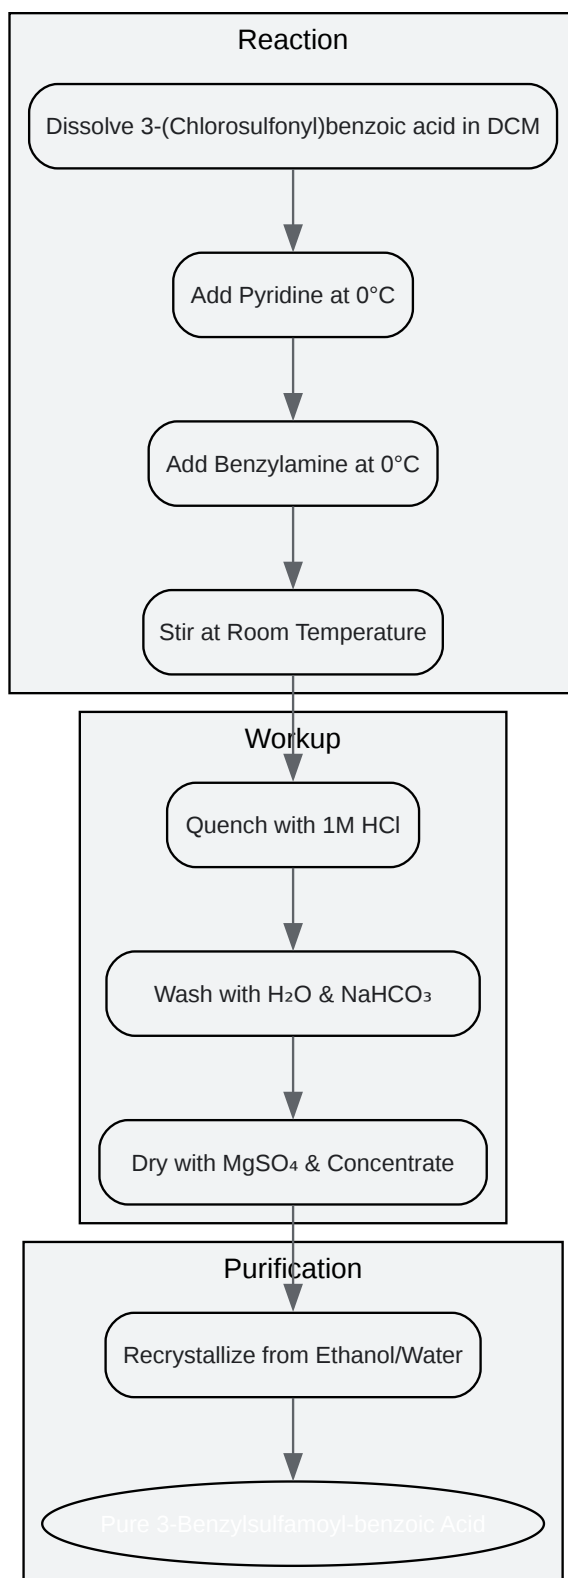 Reaction
Dissolve 3-(Chlorosulfonyl)benzoic acid in DCM
Add Pyridine at 0°C
Add Benzylamine at 0°C
Stir at Room Temperature
Workup
Quench with 1M HCl
Wash with H₂O & NaHCO₃
Dry with MgSO₄ & Concentrate
Purification
Recrystallize from Ethanol/Water
Pure 3-Benzylsulfamoyl-benzoic Acid